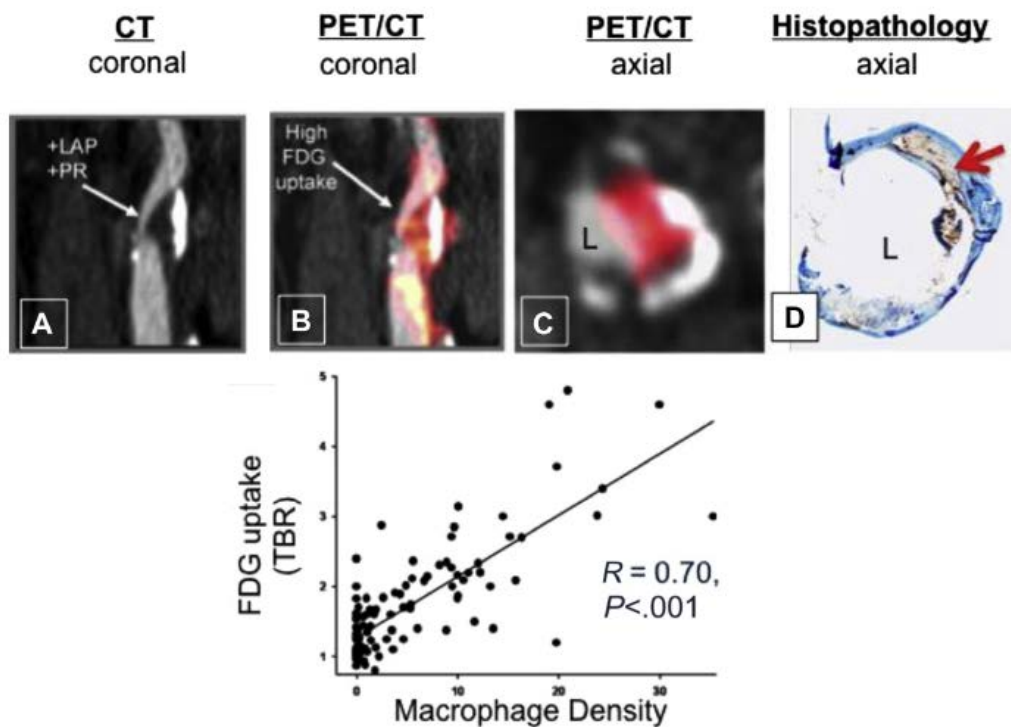 CT
coronal
PET/CT
coronal
PET/CT
axial
Histopathology
axial
+LAP
+PR
A
High
FDG
uptake
B
L
C
L
D
5
4
3
2
1
FDG uptake
(TBR)
R = 0.70,
P<.001
0 10 20 30
Macrophage Density